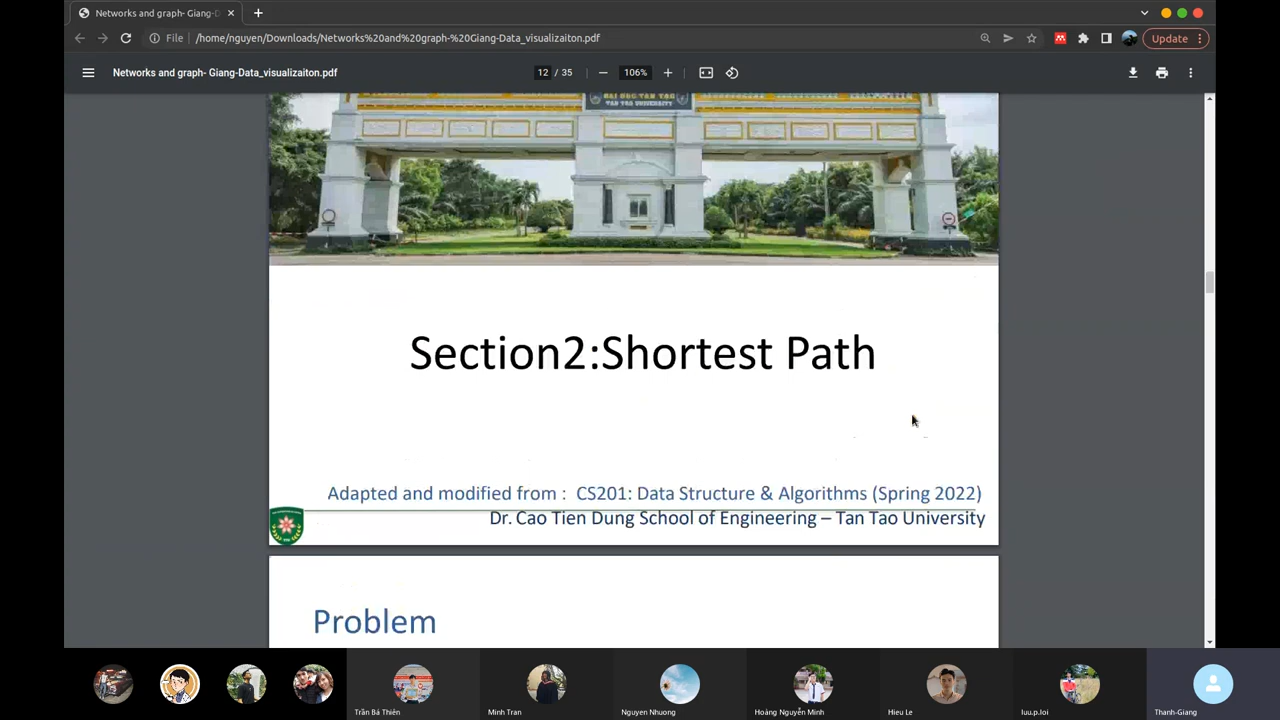 Networks and graph- Giang-D
File
/home/nguyen/Downloads/Networks%20and%20graph-%20Giang-Data_visualizaiton.pdf
Update
Networks and graph- Giang-Data_visualizaiton.pdf
12 / 35
106%
TAN TAO UNIVERSITY
Section2:Shortest Path
Adapted and modified from : CS201: Data Structure & Algorithms (Spring 2022)
Dr. Cao Tien Dung School of Engineering – Tan Tao University
Problem
Trần Bá Thiên
Minh Tran
Nguyen Nhuong
Hoàng Nguyễn Minh
Hieu Le
luu.p.loi
Thanh-Giang